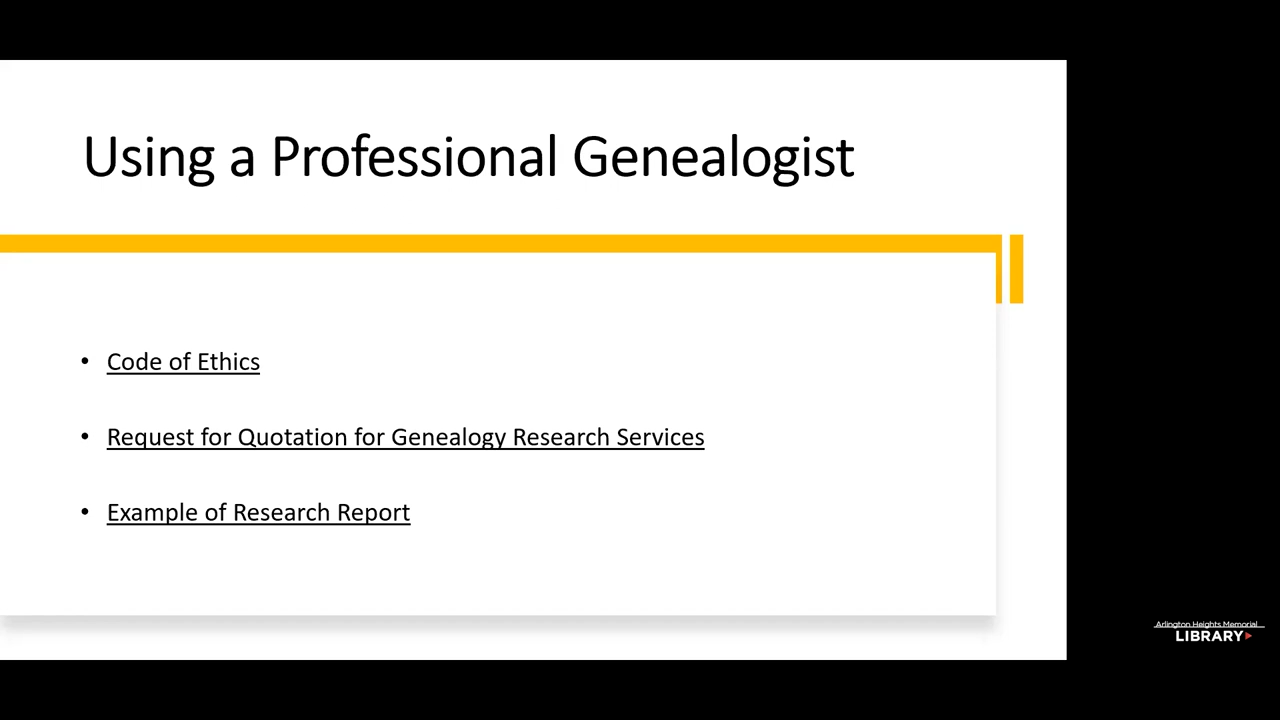 Using a Professional Genealogist
• Code of Ethics
• Request for Quotation for Genealogy Research Services
• Example of Research Report
Arlington Heights Memorial
LIBRARY